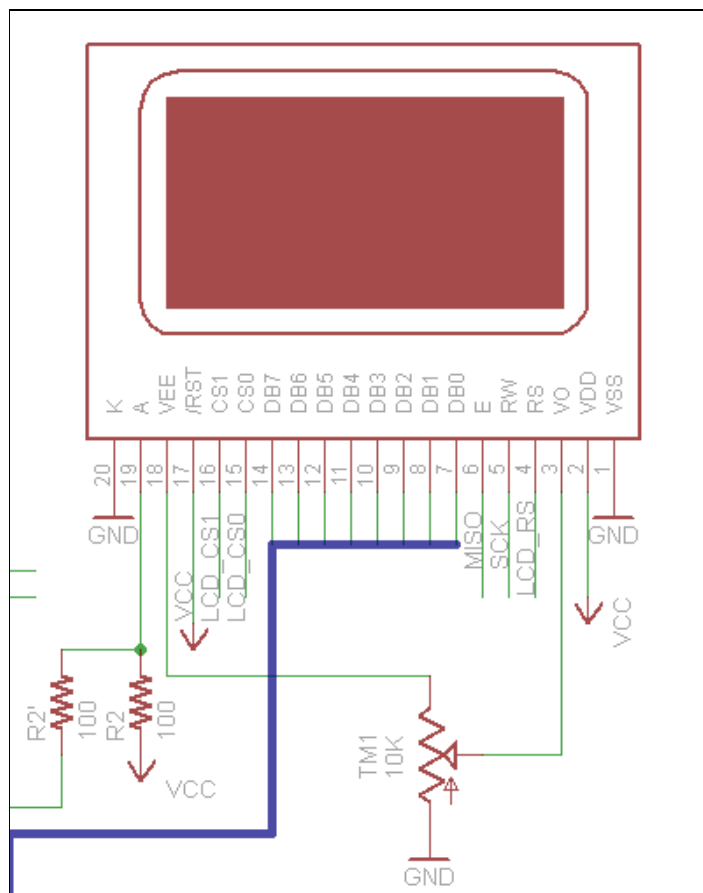 K
A
VEE
/RST
CS1
CS0
DB7
DB6
DB5
DB4
DB3
DB2
DB1
DB0
E
RW
RS
VO
VDD
VSS
20
19
18
17
16
15
14
13
12
11
10
9
8
7
6
5
4
3
2
1
GND
VCC
LCD_CS1
LCD_CS0
MISO
SCK
LCD_RS
GND
VCC
R2'
100
R2
100
VCC
TM1
10K
GND